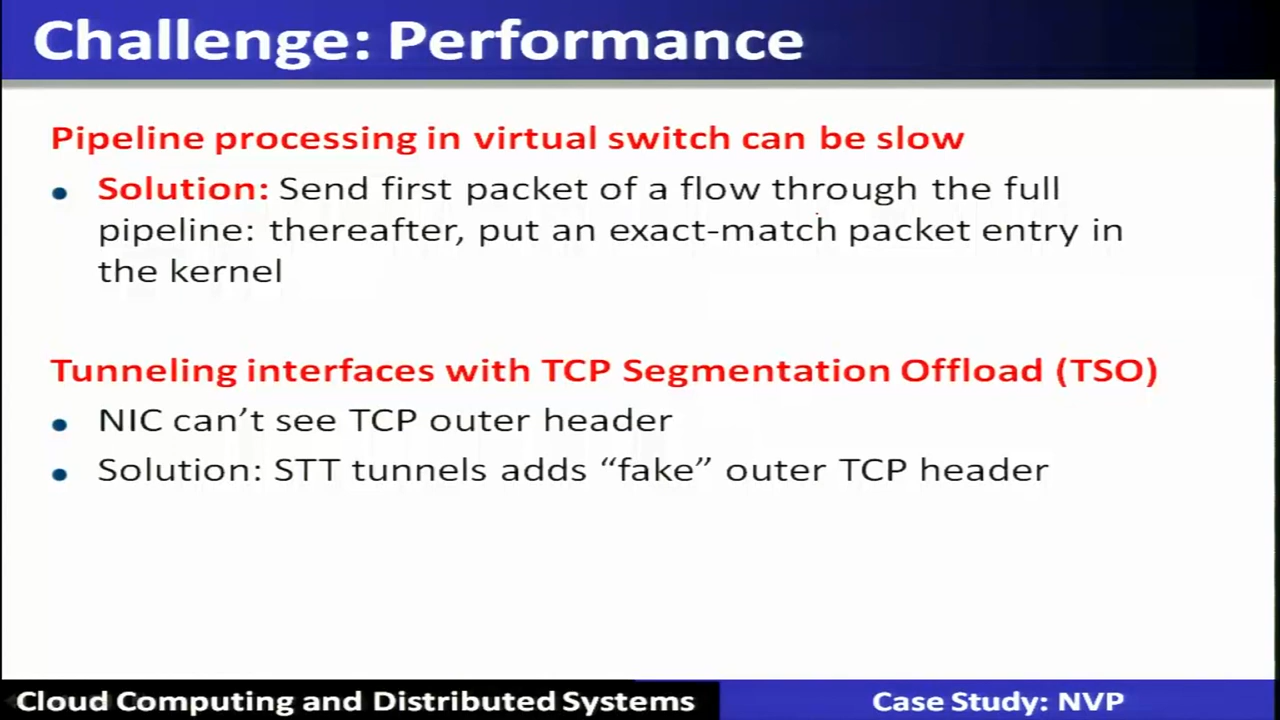 Challenge: Performance
Pipeline processing in virtual switch can be slow
• Solution: Send first packet of a flow through the full
pipeline: thereafter, put an exact-match packet entry in
the kernel
Tunneling interfaces with TCP Segmentation Offload (TSO)
• NIC can’t see TCP outer header
• Solution: STT tunnels adds “fake” outer TCP header
Cloud Computing and Distributed Systems
Case Study: NVP